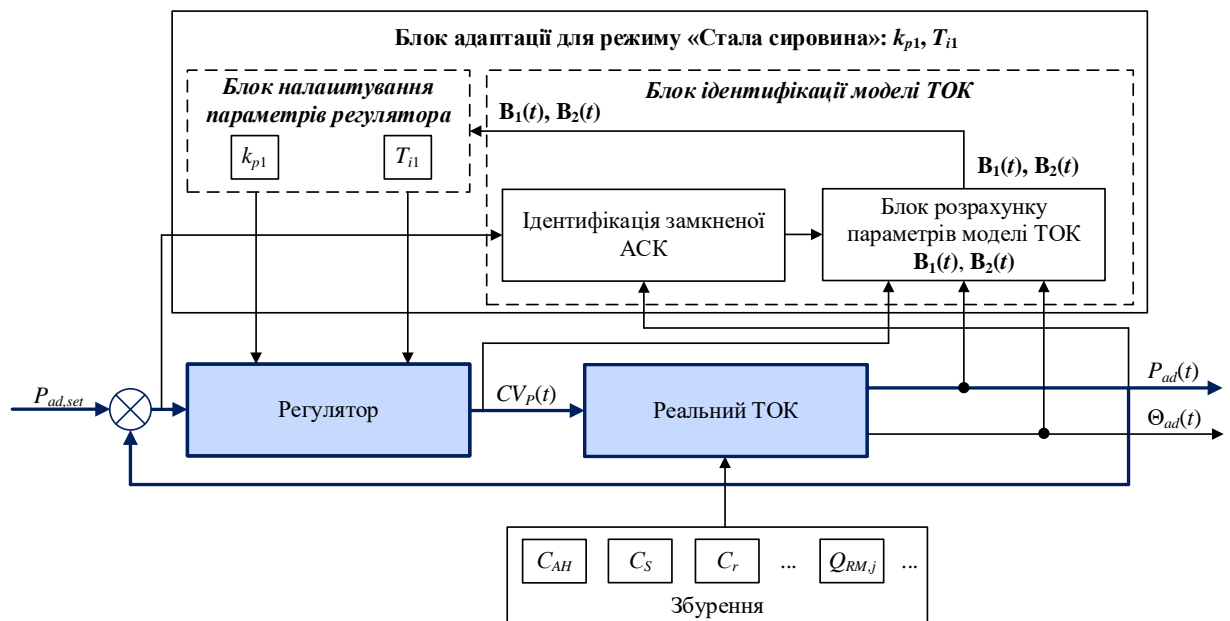 Блок адаптації для режиму «Стала сировина»: kp1, Ti1
Блок налаштування
параметрів регулятора
kp1
Ti1
Блок ідентифікації моделі ТОК
B1(t), B2(t)
B1(t), B2(t)
Ідентифікація замкненої
АСК
Блок розрахунку
параметрів моделі ТОК
B1(t), B2(t)
Pad,set
Регулятор
CVP(t)
Реальний ТОК
Pad(t)
Θad(t)
CAH
CS
Cr
...
QRM,j
...
Збурення